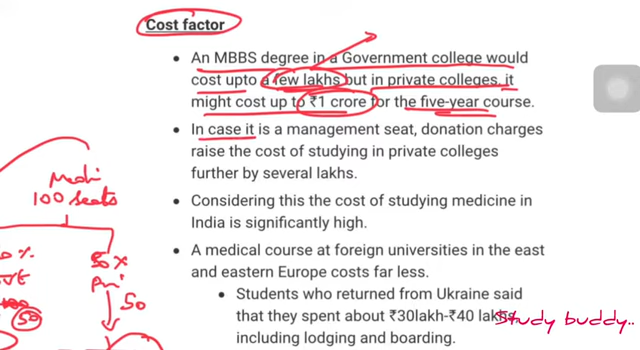 Cost factor
• An MBBS degree in a Government college would
cost upto a few lakhs but in private colleges, it
might cost up to ₹1 crore for the five-year course.
• In case it is a management seat, donation charges
raise the cost of studying in private colleges
further by several lakhs.
Medi
100 Seats
• Considering this the cost of studying medicine in
India is significantly high.
50%
50
• A medical course at foreign universities in the east
and eastern Europe costs far less.
• Students who returned from Ukraine said
that they spent about ₹30lakh-₹40 lakhs
including lodging and boarding.
Study buddy..